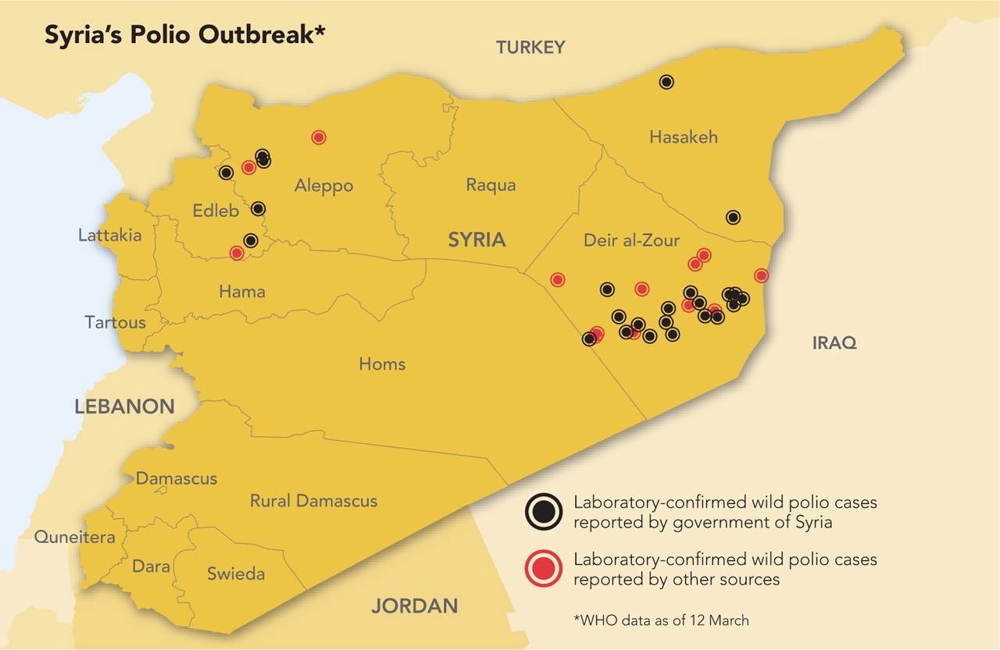 Syria's Polio Outbreak*
TURKEY
Hasakeh
Aleppo
Raqua
Edleb
Lattakia
SYRIA
Deir al-Zour
Hama
Tartous
IRAQ
Homs
LEBANON
Damascus
Rural Damascus
Quneitera
Dara
Swieda
JORDAN
Laboratory-confirmed wild polio cases
reported by government of Syria
Laboratory-confirmed wild polio cases
reported by other sources
*WHO data as of 12 March